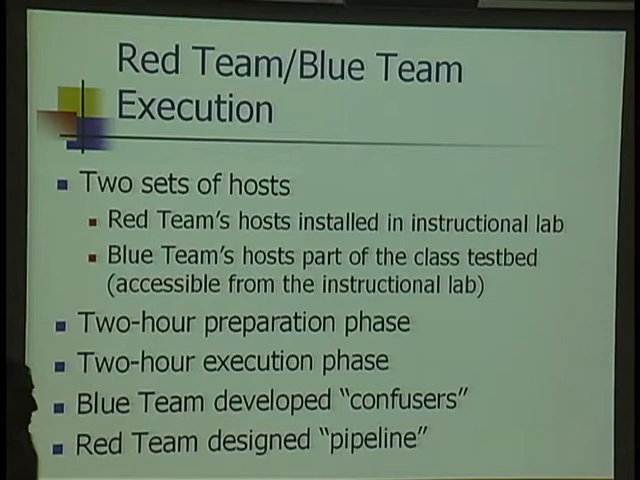 Red Team/Blue Team
Execution
Two sets of hosts
Red Team's hosts installed in instructional lab
Blue Team's hosts part of the class testbed
(accessible from the instructional lab)
Two-hour preparation phase
Two-hour execution phase
Blue Team developed “confusers”
Red Team designed “pipeline”